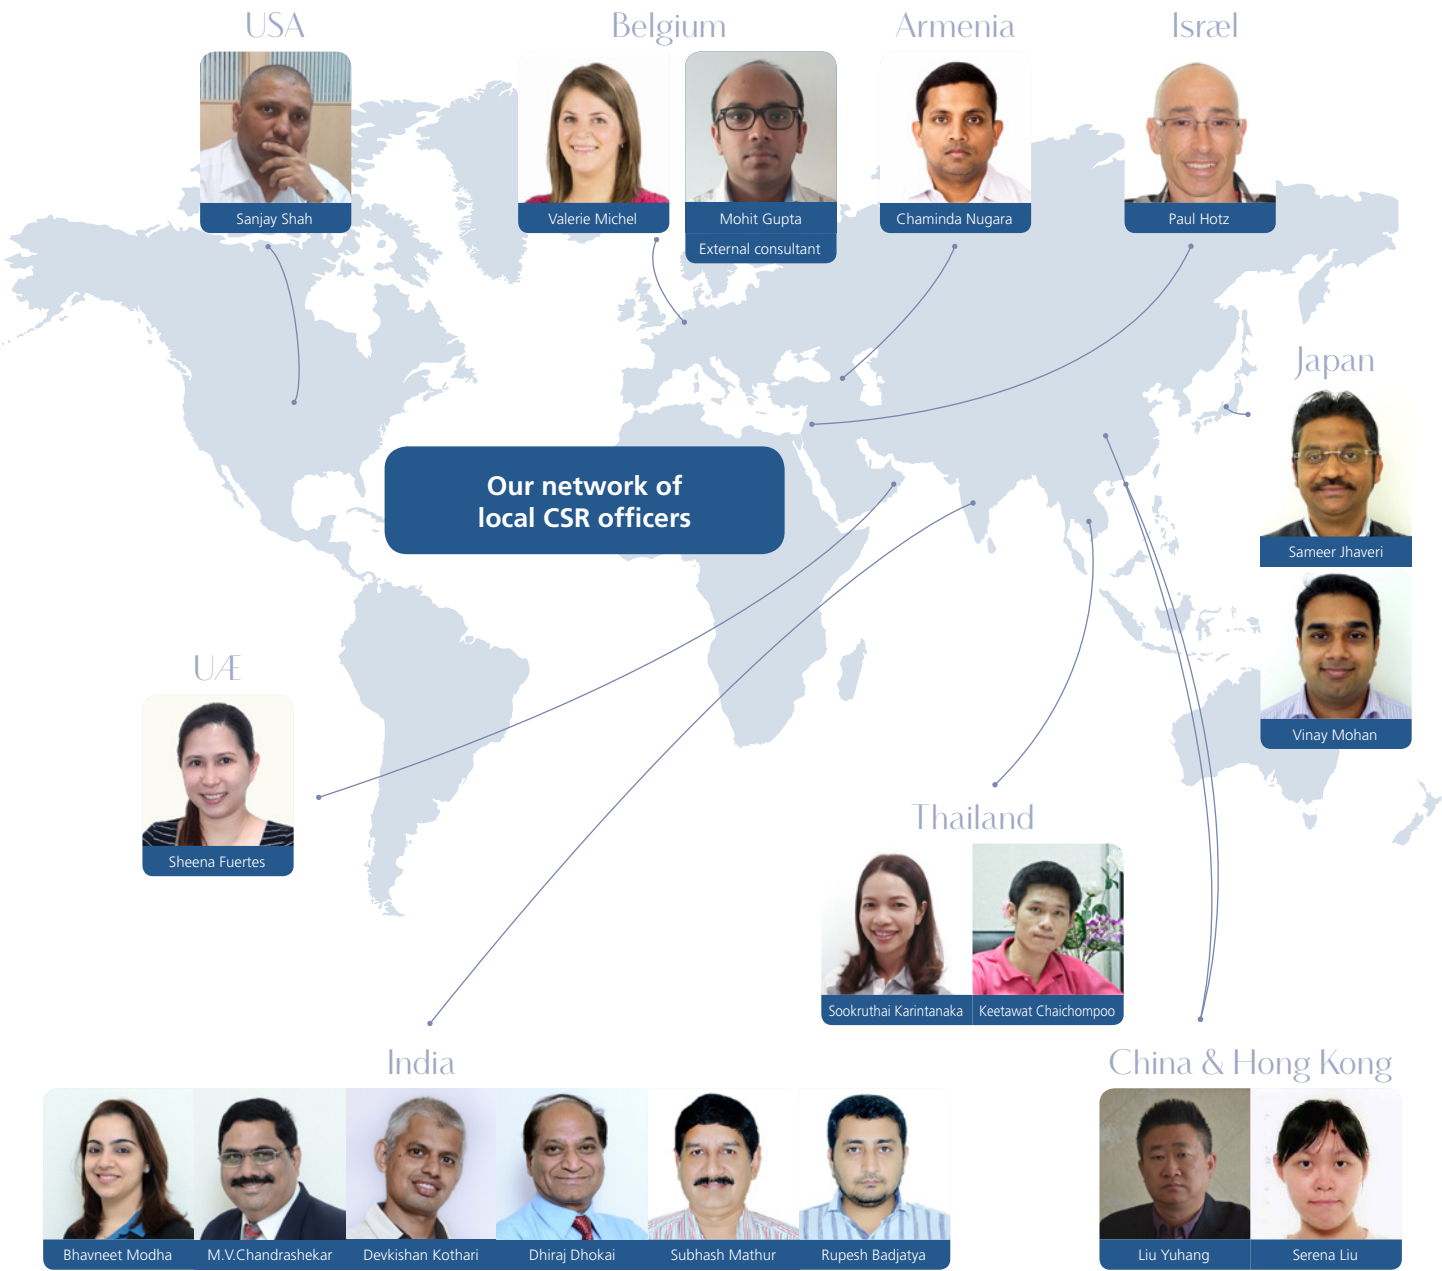 USA
Belgium
Armenia
Isræl
Sanjay Shah
Valerie Michel
Mohit Gupta
External consultant
Chaminda Nugara
Paul Hotz
Japan
Sameer Jhaveri
Vinay Mohan
Our network of
local CSR officers
UÆ
Sheena Fuertes
Thailand
Sookruthai Karintanaka
Keetawat Chaichompoo
India
Bhavneet Modha
M.V.Chandrashekar
Devkishan Kothari
Dhiraj Dhokai
Subhash Mathur
Rupesh Badjatya
China & Hong Kong
Liu Yuhang
Serena Liu